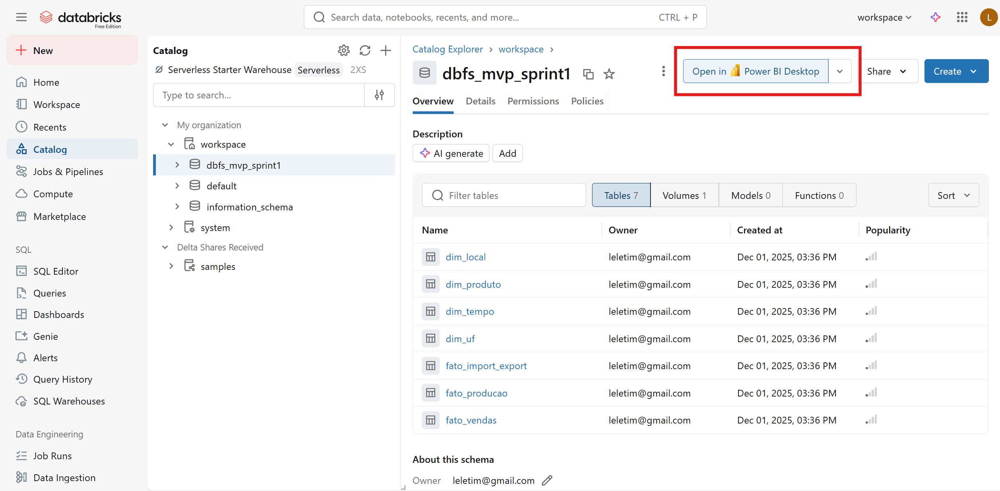 databricks
Free Edition
Search data, notebooks, recents, and more...
CTRL + P
workspace
L
New
Home
Workspace
Recents
Catalog
Jobs & Pipelines
Compute
Marketplace
SQL
SQL Editor
Queries
Dashboards
Genie
Alerts
Query History
SQL Warehouses
Data Engineering
Job Runs
Data Ingestion
Catalog
Serverless Starter Warehouse Serverless 2XS
Type to search...
My organization
workspace
dbfs_mvp_sprint1
default
information_schema
system
Delta Shares Received
samples
Catalog Explorer > workspace >
dbfs_mvp_sprint1
Open in Power BI Desktop
Share
Create
Overview Details Permissions Policies
Description
AI generate Add
Filter tables
Tables 7 Volumes 1 Models 0 Functions 0
Sort
Name Owner Created at Popularity
dim_local leletim@gmail.com Dec 01, 2025, 03:36 PM
dim_produto leletim@gmail.com Dec 01, 2025, 03:36 PM
dim_tempo leletim@gmail.com Dec 01, 2025, 03:36 PM
dim_uf leletim@gmail.com Dec 01, 2025, 03:36 PM
fato_import_export leletim@gmail.com Dec 01, 2025, 03:36 PM
fato_producao leletim@gmail.com Dec 01, 2025, 03:36 PM
fato_vendas leletim@gmail.com Dec 01, 2025, 03:36 PM
About this schema
Owner leletim@gmail.com